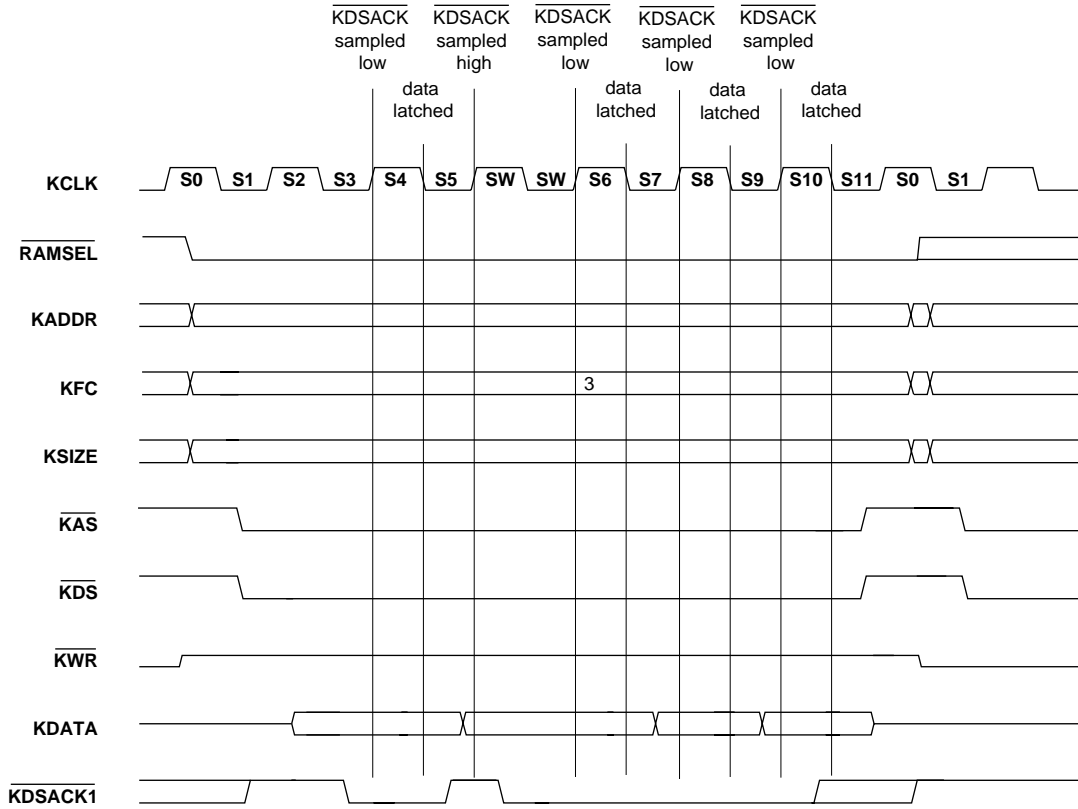 KDSACK KDSACK KDSACK KDSACK KDSACK
sampled sampled sampled sampled sampled
low high low low low
data data data data
latched latched latched latched
KCLK S0 S1 S2 S3 S4 S5 SW SW S6 S7 S8 S9 S10 S11 S0 S1
RAMSEL
KADDR
KFC 3
KSIZE
KAS
KDS
KWR
KDATA
KDSACK1